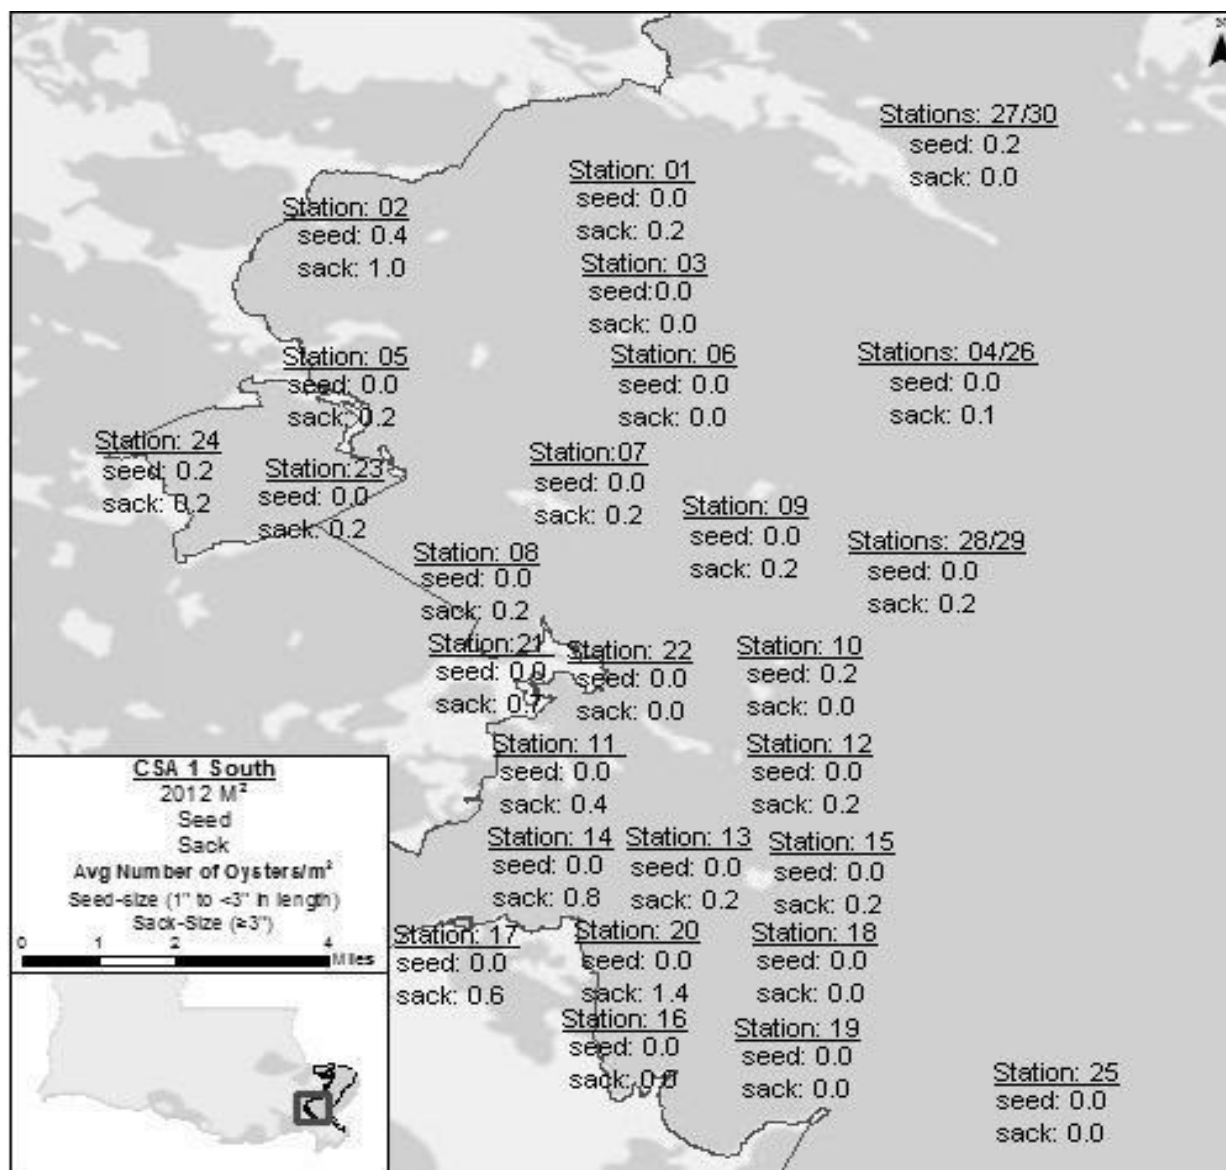 Stations: 27/30
seed: 0.2
sack: 0.0
Station: 01
seed: 0.0
sack: 0.2
Station: 02
seed: 0.4
sack: 1.0
Station: 03
seed:0.0
sack: 0.0
Station: 05
seed: 0.0
sack: 0.2
Station: 06
seed: 0.0
sack: 0.0
Stations: 04/26
seed: 0.0
sack: 0.1
Station: 24
seed: 0.2
sack: 0.2
Station:23
seed: 0.0
sack: 0.2
Station:07
seed: 0.0
sack: 0.2
Station: 09
seed: 0.0
sack: 0.2
Stations: 28/29
seed: 0.0
sack: 0.2
Station: 08
seed: 0.0
sack: 0.2
Station:21
seed: 0.0
sack: 0.7
Station: 22
seed: 0.0
sack: 0.0
Station: 10
seed: 0.2
sack: 0.0
Station: 11
seed: 0.0
sack: 0.4
Station: 12
seed: 0.0
sack: 0.2
Station: 14
seed: 0.0
sack: 0.8
Station: 13
seed: 0.0
sack: 0.2
Station: 15
seed: 0.0
sack: 0.2
Station: 17
seed: 0.0
sack: 0.6
Station: 20
seed: 0.0
sack: 1.4
Station: 18
seed: 0.0
sack: 0.0
Station: 16
seed: 0.0
sack: 0.0
Station: 19
seed: 0.0
sack: 0.0
Station: 25
seed: 0.0
sack: 0.0
CSA 1 South
2012 M²
Seed
Sack
Avg Number of Oysters/m²
Seed-size (1" to <3" in length)
Sack-Size (≥3")
0 1 2 4
Miles